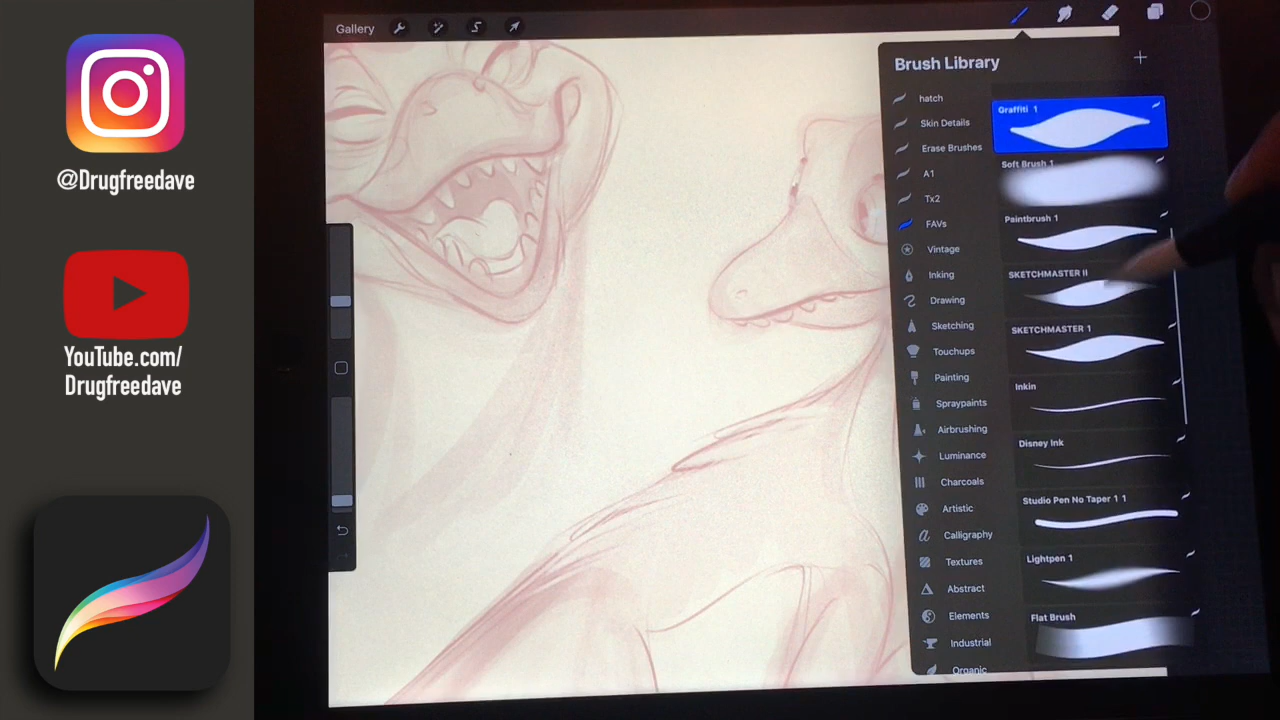 @Drugfreedave
YouTube.com/
Drugfreedave
Gallery
Brush Library
hatch
Skin Details
Erase Brushes
A1
Tx2
FAVs
Vintage
Inking
Drawing
Sketching
Touchups
Painting
Spraypaints
Airbrushing
Luminance
Charcoals
Artistic
Calligraphy
Textures
Abstract
Elements
Industrial
Organic
Graffiti 1
Soft Brush 1
Paintbrush 1
SKETCHMASTER II
SKETCHMASTER 1
Inkin
Disney Ink
Studio Pen No Taper 1 1
Lightpen 1
Flat Brush